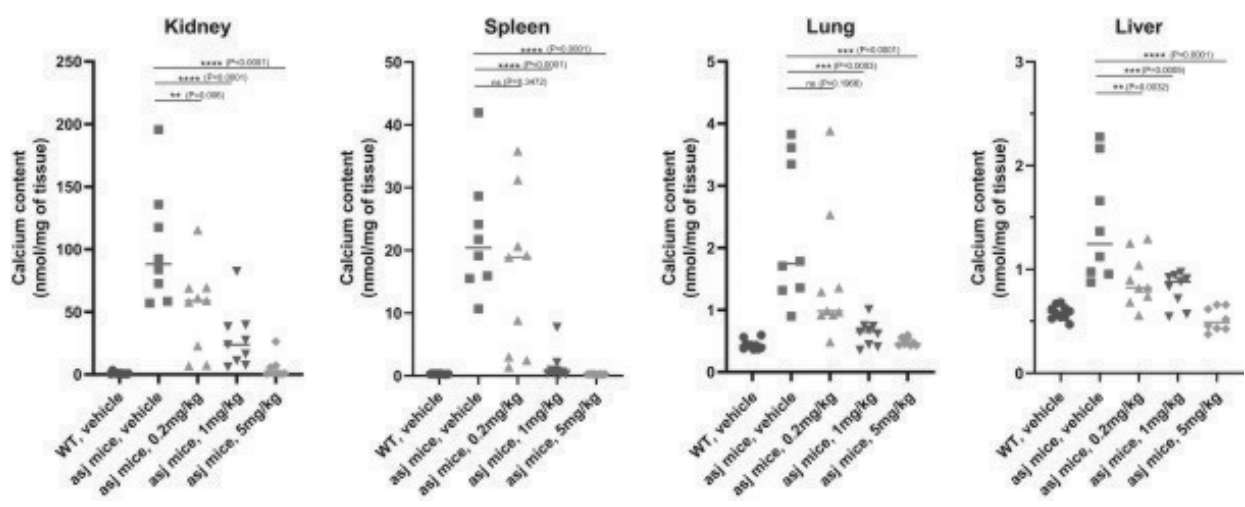 Kidney
Calcium content
(nmol/mg of tissue)
250
200
150
100
50
0
**** (P<0.0001)
**** (P<0.0001)
** (P=0.006)
WT, vehicle
asj mice, vehicle
asj mice, 0.2mg/kg
asj mice, 1mg/kg
asj mice, 5mg/kg
Spleen
Calcium content
(nmol/mg of tissue)
50
40
30
20
10
0
**** (P<0.0001)
**** (P<0.0001)
ns (P=0.3472)
WT, vehicle
asj mice, vehicle
asj mice, 0.2mg/kg
asj mice, 1mg/kg
asj mice, 5mg/kg
Lung
Calcium content
(nmol/mg of tissue)
5
4
3
2
1
0
*** (P=0.0001)
*** (P=0.0003)
ns (P=0.1968)
WT, vehicle
asj mice, vehicle
asj mice, 0.2mg/kg
asj mice, 1mg/kg
asj mice, 5mg/kg
Liver
Calcium content
(nmol/mg of tissue)
3
2
1
0
**** (P<0.0001)
*** (P=0.0005)
** (P=0.0032)
WT, vehicle
asj mice, vehicle
asj mice, 0.2mg/kg
asj mice, 1mg/kg
asj mice, 5mg/kg